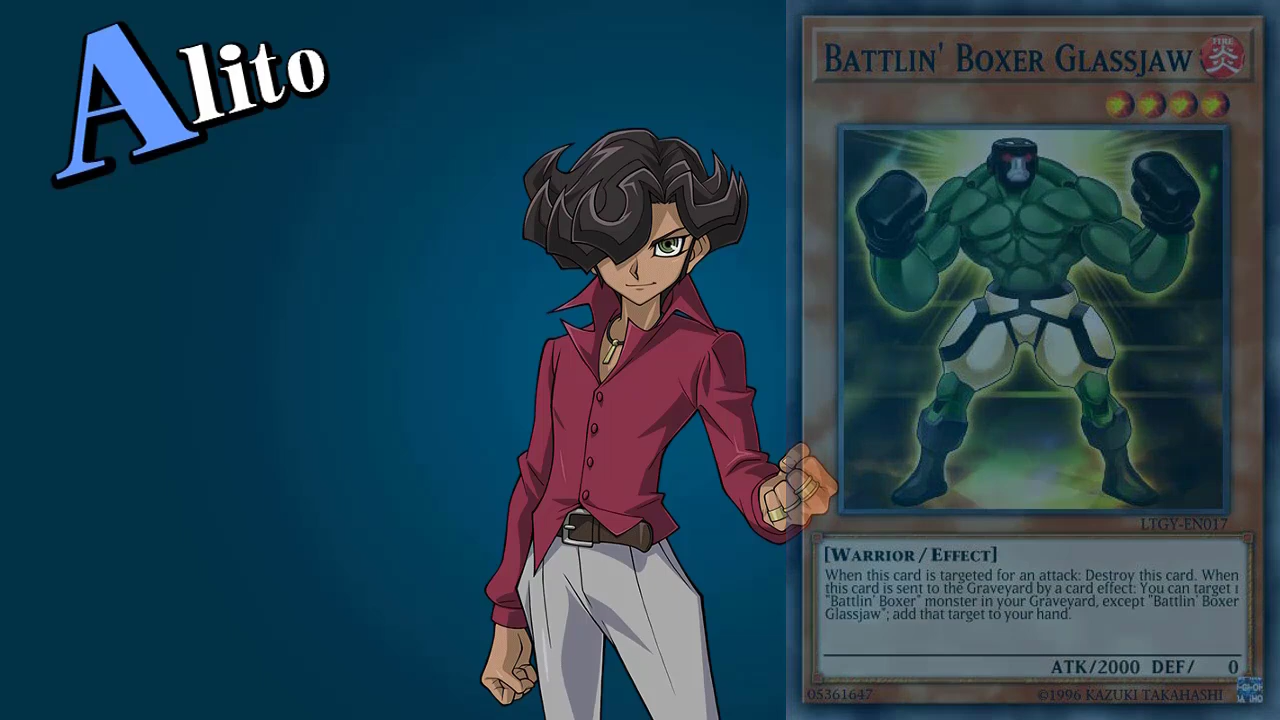 Alito
BATTLIN' BOXER GLASSJAW
FIRE
炎
LTGY-EN017
[WARRIOR / EFFECT]
When this card is targeted for an attack: Destroy this card. When
this card is sent to the Graveyard by a card effect: You can target 1
"Battlin' Boxer" monster in your Graveyard, except "Battlin' Boxer
Glassjaw"; add that target to your hand.
ATK/2000 DEF/ 0
05361647
©1996 KAZUKI TAKAHASHI